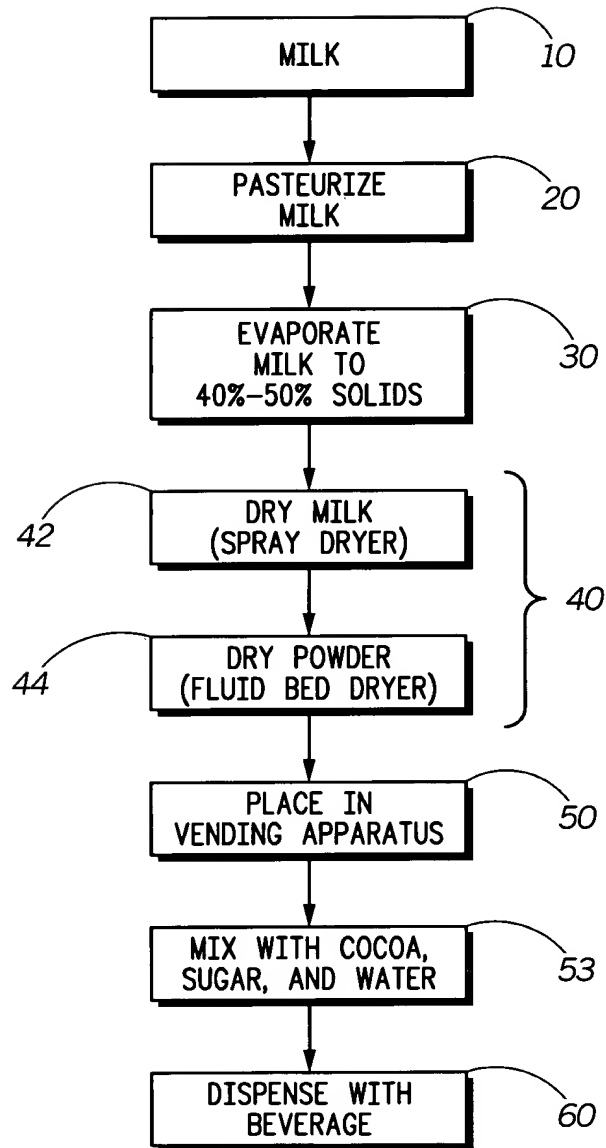 MILK
10
PASTEURIZE
MILK
20
EVAPORATE
MILK TO
40%-50% SOLIDS
30
DRY MILK
(SPRAY DRYER)
42
40
DRY POWDER
(FLUID BED DRYER)
44
PLACE IN
VENDING APPARATUS
50
MIX WITH COCOA,
SUGAR, AND WATER
53
DISPENSE WITH
BEVERAGE
60